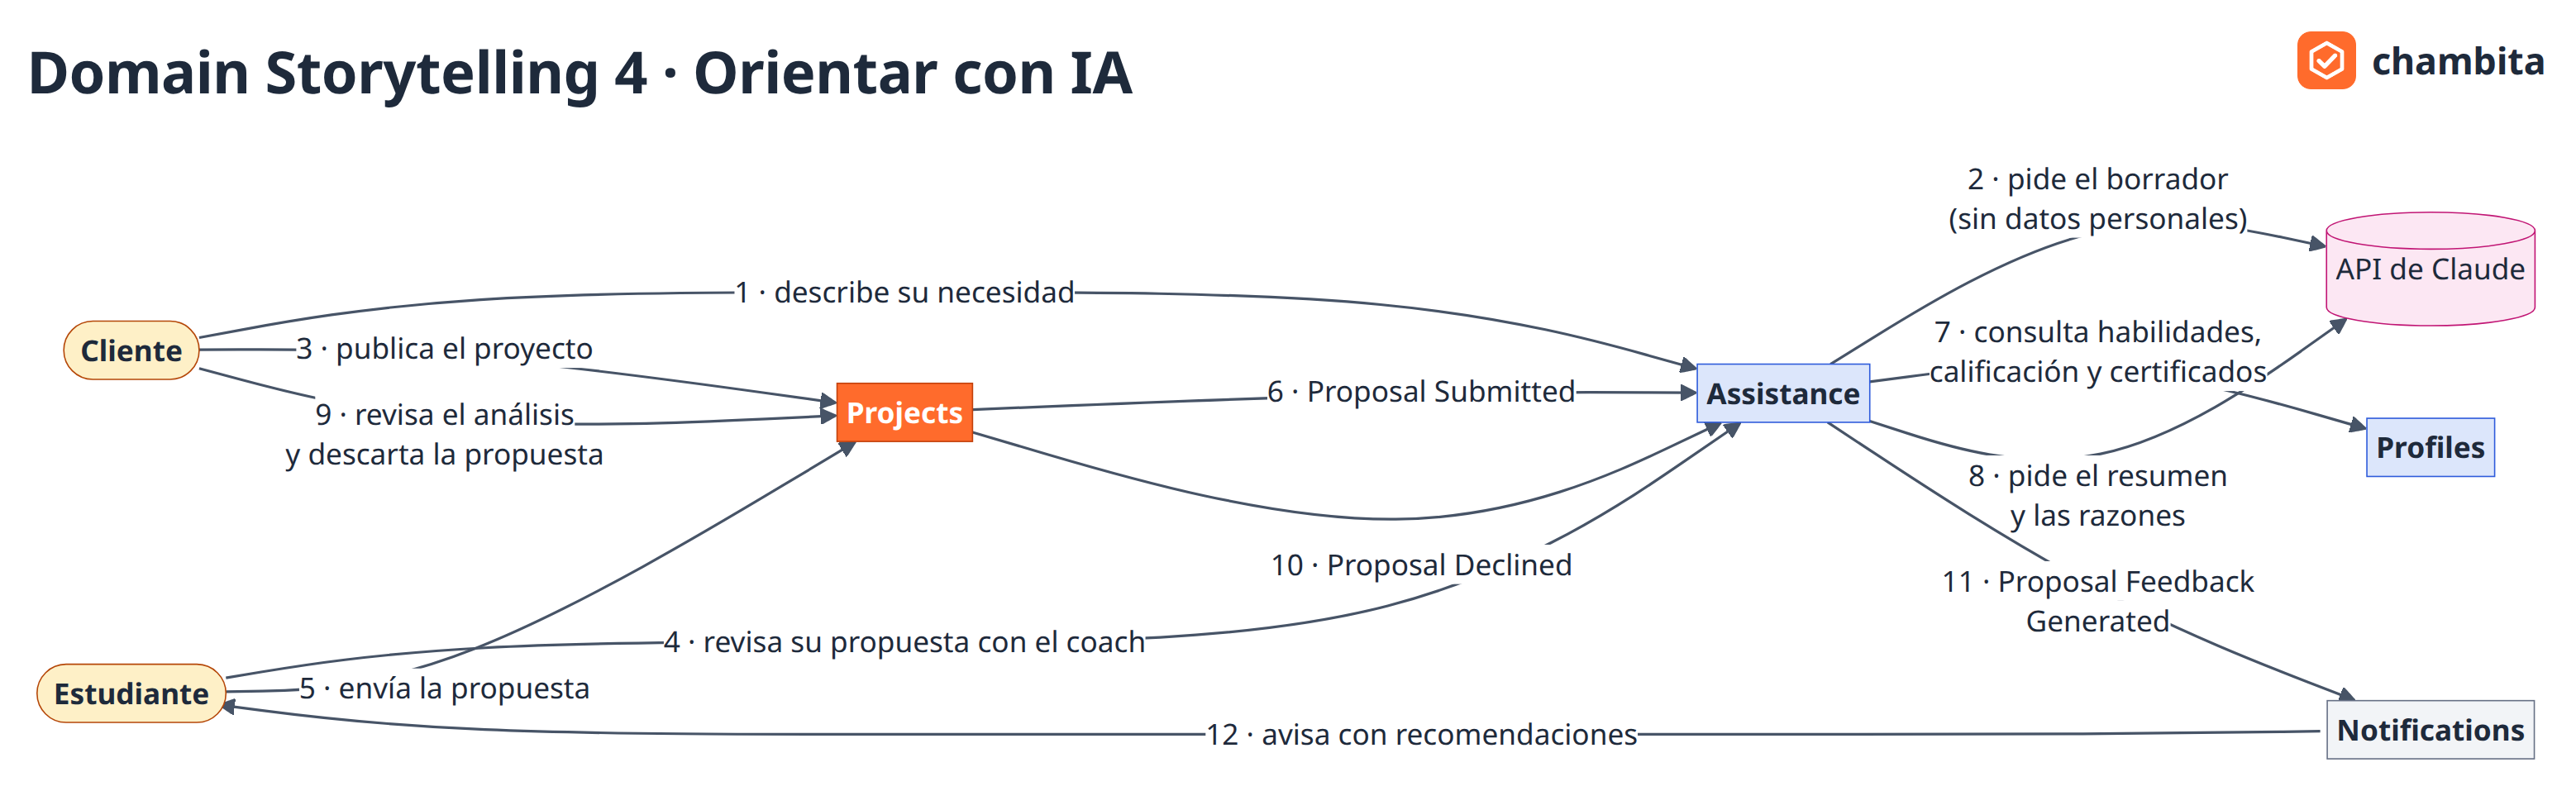 Domain Storytelling 4 · Orientar con IA
chambita
2 · pide el borrador
(sin datos personales)
API de Claude
1 · describe su necesidad
Cliente
3 · publica el proyecto
7 · consulta habilidades,
calificación y certificados
6 · Proposal Submitted
Assistance
Projects
9 · revisa el análisis
y descarta la propuesta
Profiles
8 · pide el resumen
y las razones
10 · Proposal Declined
11 · Proposal Feedback
Generated
4 · revisa su propuesta con el coach
Estudiante
5 · envía la propuesta
12 · avisa con recomendaciones
Notifications